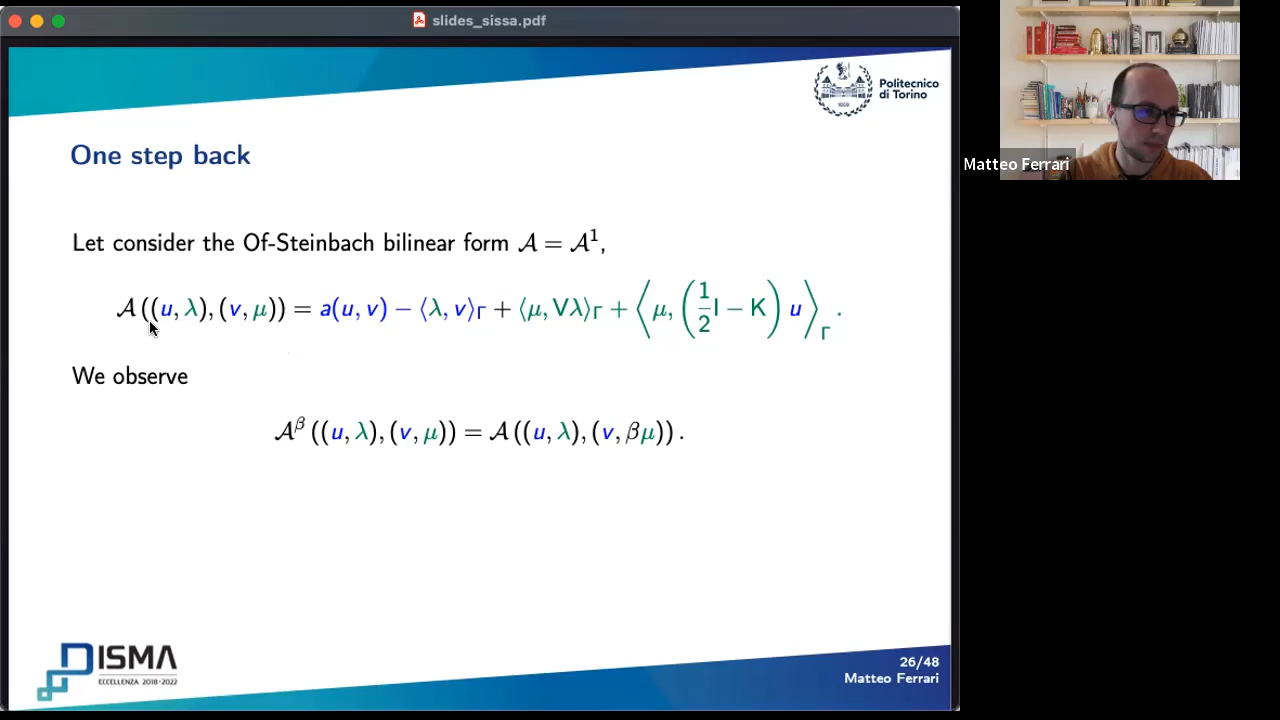 slides_sissa.pdf
1859
Politecnico
di Torino
One step back
Let consider the Of-Steinbach bilinear form 𝒜 = 𝒜¹,
𝒜 ((u, λ), (v, μ)) = a(u, v) − ⟨λ, v⟩_Γ + ⟨μ, Vλ⟩_Γ + ⟨μ, (1/2 I − K) u⟩_Γ .
We observe
𝒜^β ((u, λ), (v, μ)) = 𝒜 ((u, λ), (v, βμ)) .
DISMA
ECCELLENZA 2018·2022
26/48
Matteo Ferrari
Matteo Ferrari